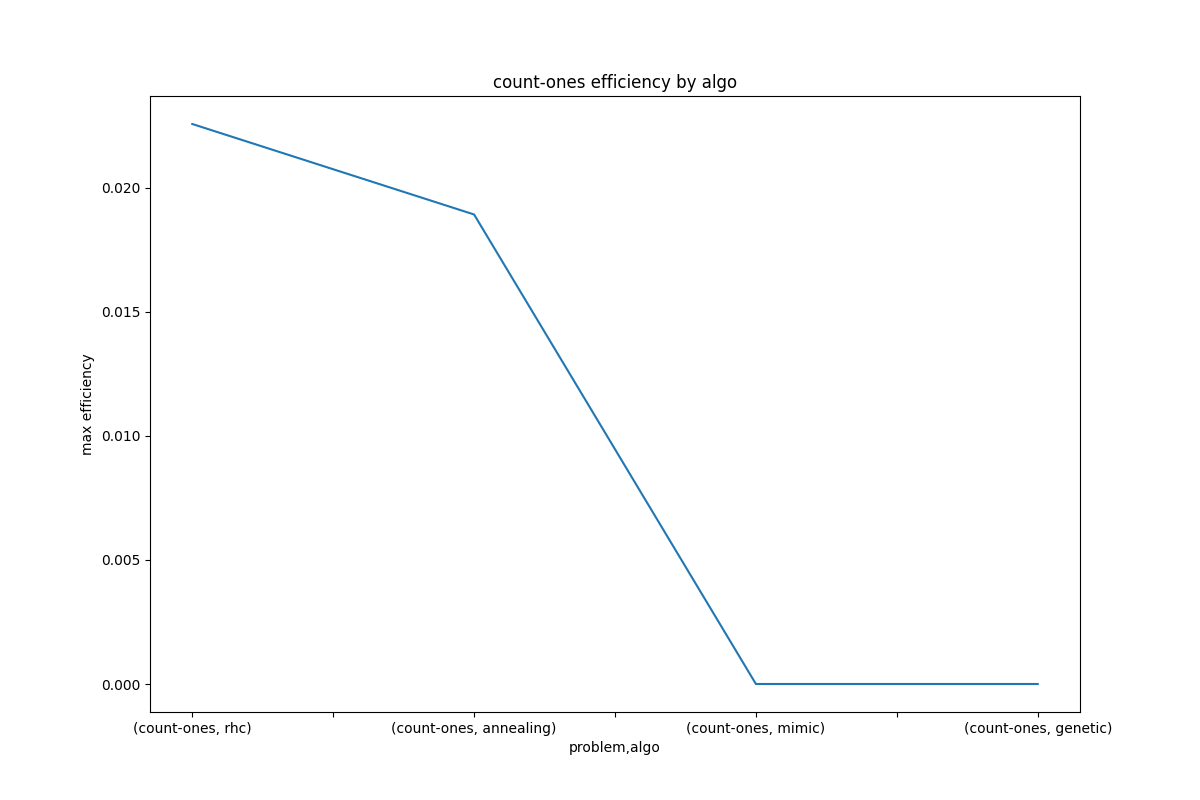 count-ones efficiency by algo
max efficiency
0.020
0.015
0.010
0.005
0.000
(count-ones, rhc)
(count-ones, annealing)
(count-ones, mimic)
(count-ones, genetic)
problem,algo